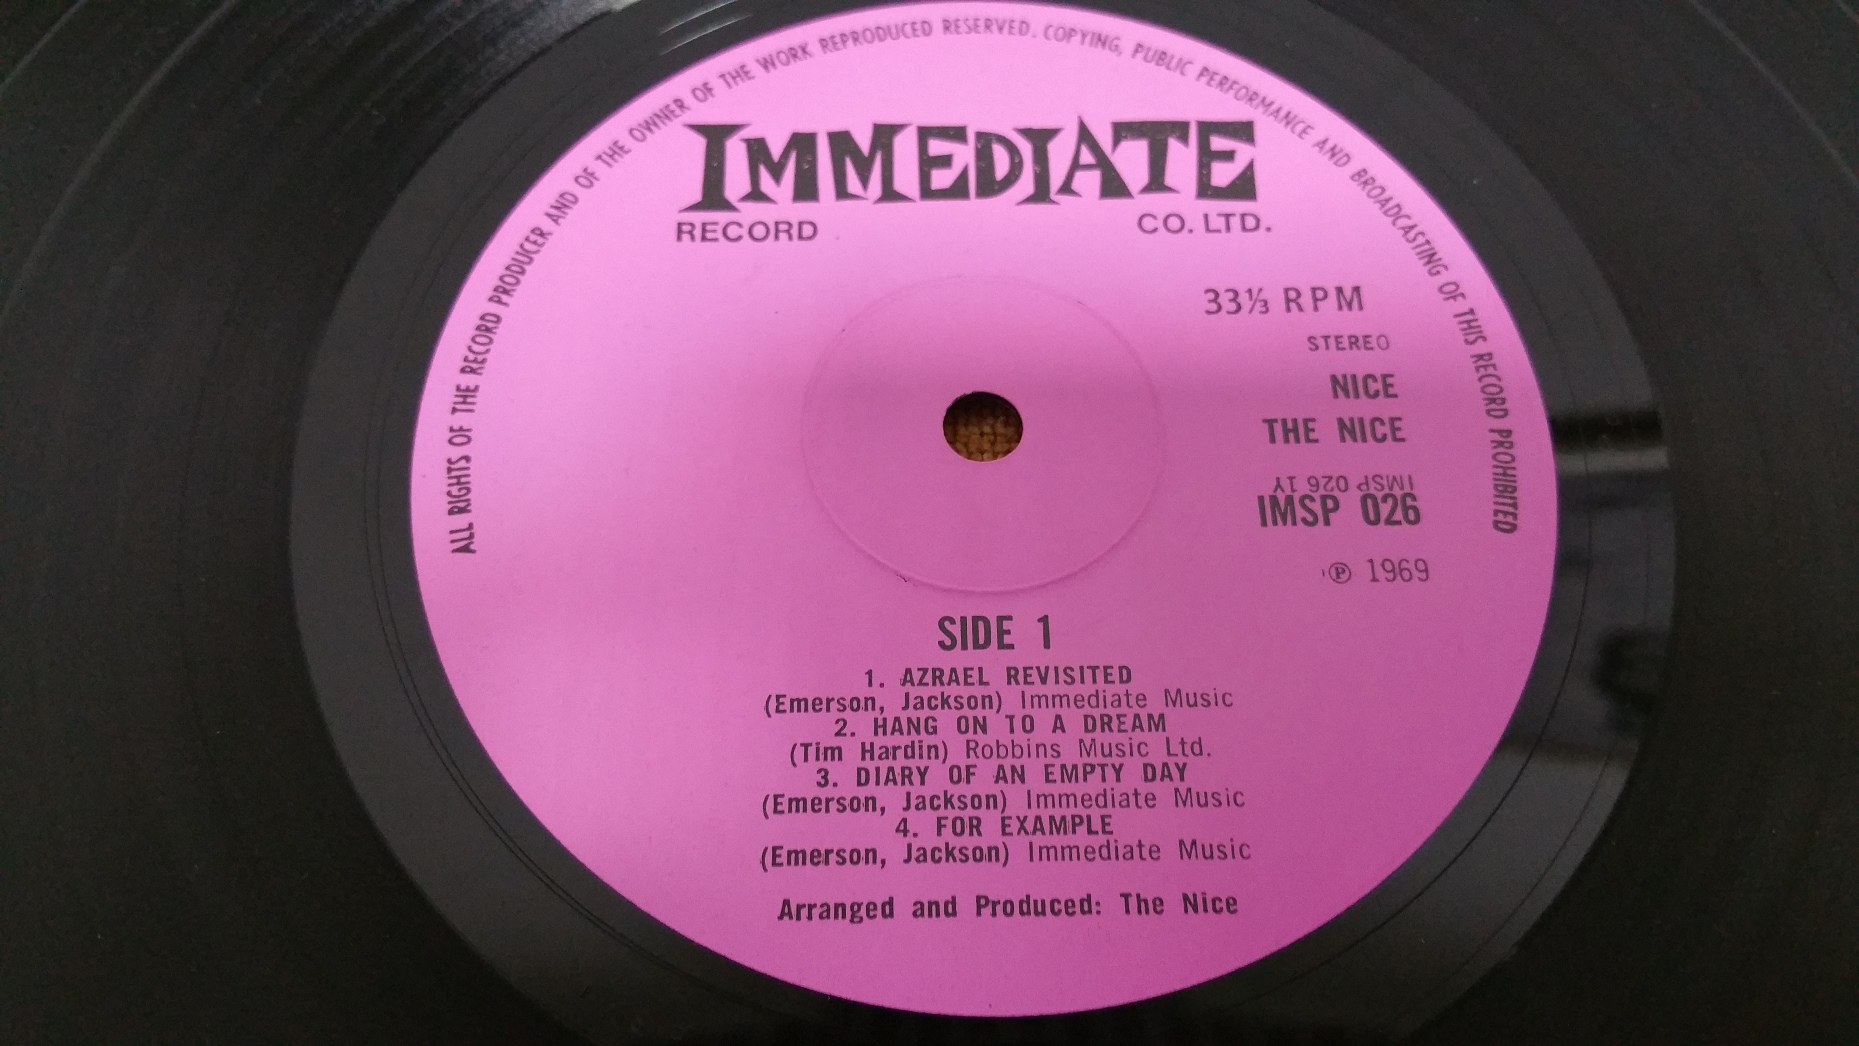 ALL RIGHTS OF THE RECORD PRODUCER AND OF THE OWNER OF THE WORK REPRODUCED RESERVED. COPYING, PUBLIC PERFORMANCE AND BROADCASTING OF THIS RECORD PROHIBITED
IMMEDIATE
RECORD CO. LTD.
33⅓ RPM
STEREO
NICE
THE NICE
IMSP 026 1Y
IMSP 026
℗ 1969
SIDE 1
1. AZRAEL REVISITED
(Emerson, Jackson) Immediate Music
2. HANG ON TO A DREAM
(Tim Hardin) Robbins Music Ltd.
3. DIARY OF AN EMPTY DAY
(Emerson, Jackson) Immediate Music
4. FOR EXAMPLE
(Emerson, Jackson) Immediate Music
Arranged and Produced: The Nice